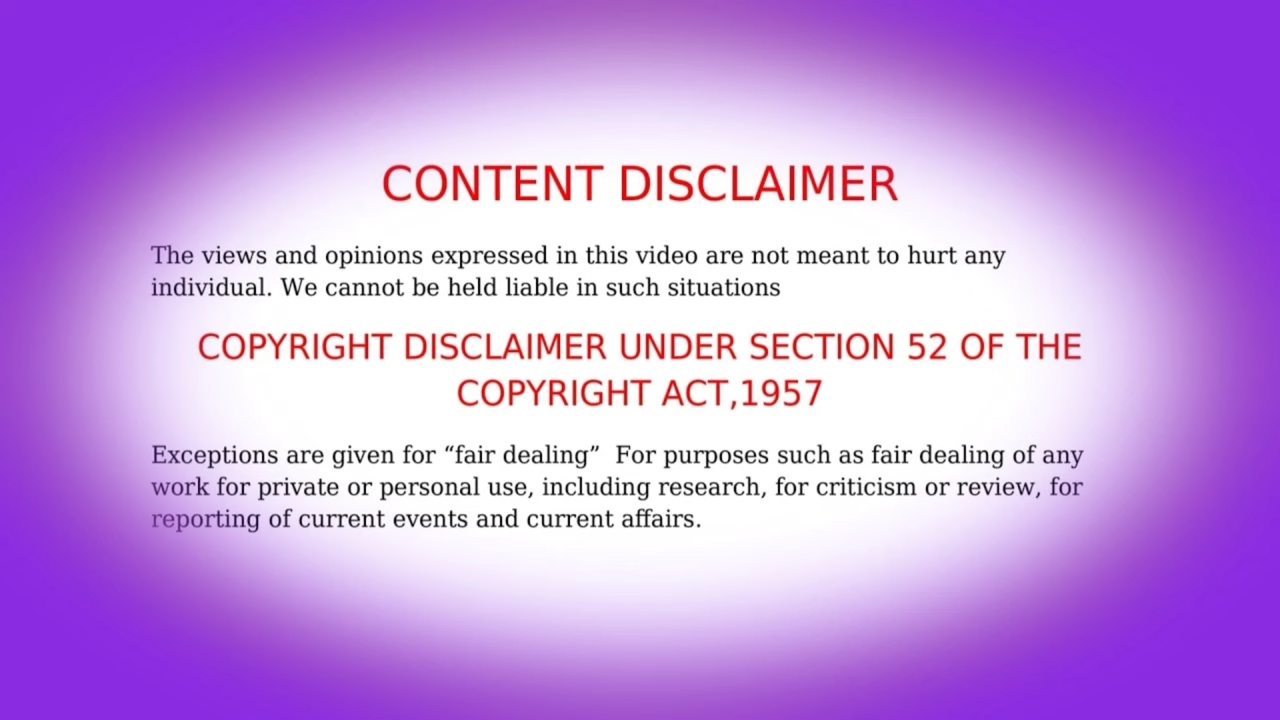 CONTENT DISCLAIMER
The views and opinions expressed in this video are not meant to hurt any
individual. We cannot be held liable in such situations
COPYRIGHT DISCLAIMER UNDER SECTION 52 OF THE
COPYRIGHT ACT,1957
Exceptions are given for “fair dealing”  For purposes such as fair dealing of any
work for private or personal use, including research, for criticism or review, for
reporting of current events and current affairs.